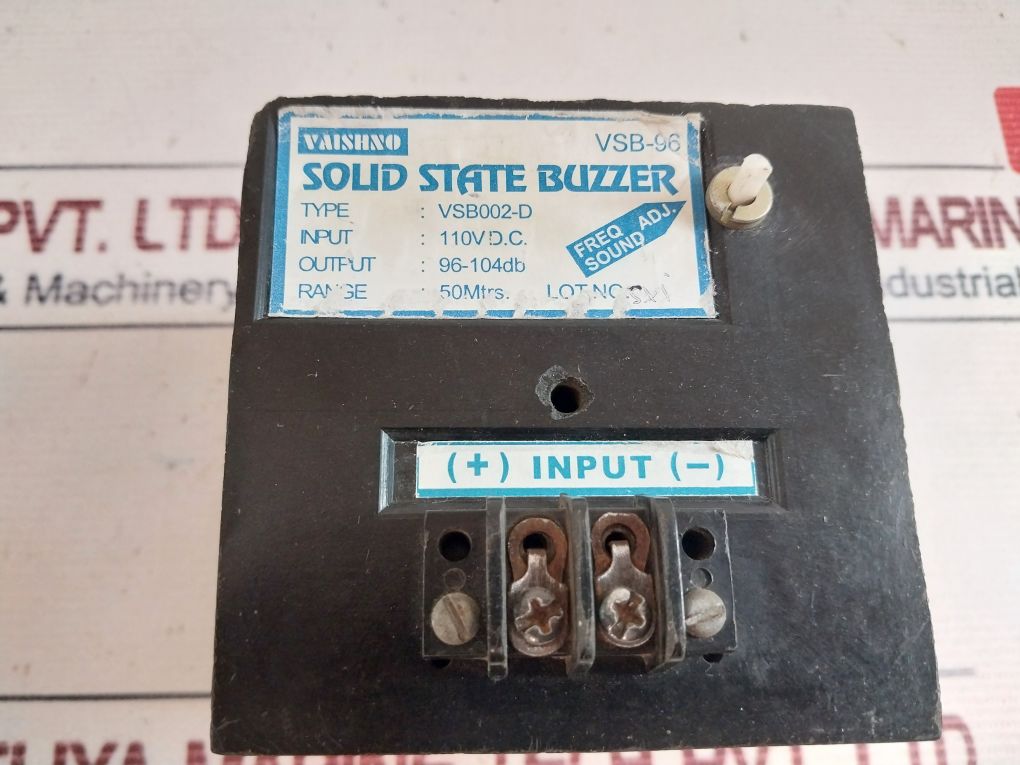 VAISHNO VSB-96
SOLID STATE BUZZER
TYPE : VSB002-D
INPUT : 110V D.C.
OUTPUT : 96-104db
RANGE : 50Mtrs. LOT NO.
FREQ ADJ.
SOUND
(+) INPUT (-)
PVT. LTD
MARIN
& Machinery
dustrial